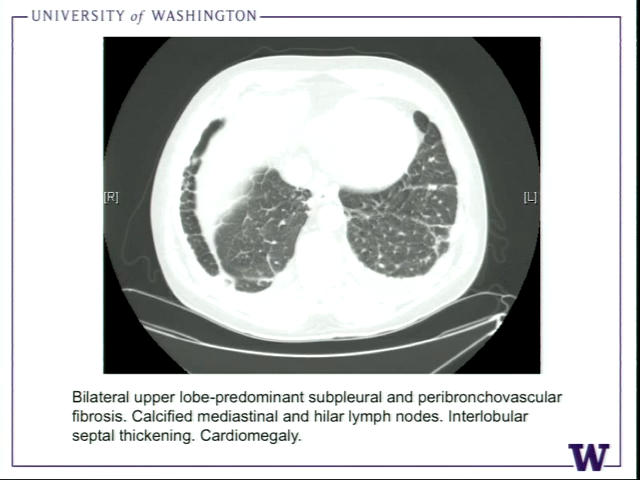 UNIVERSITY of WASHINGTON
[R]
[L]
Bilateral upper lobe-predominant subpleural and peribronchovascular
fibrosis. Calcified mediastinal and hilar lymph nodes. Interlobular
septal thickening. Cardiomegaly.
W